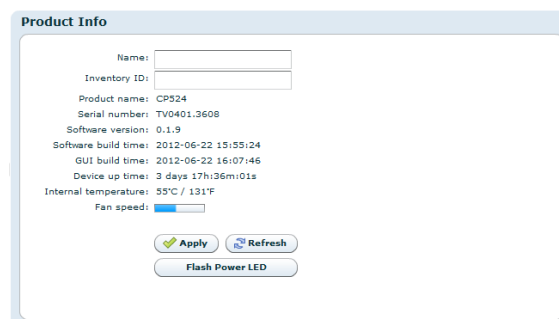 Product Info
Name:
Inventory ID:
Product name: CP524
Serial number: TV0401.3608
Software version: 0.1.9
Software build time: 2012-06-22 15:55:24
GUI build time: 2012-06-22 16:07:46
Device up time: 3 days 17h:36m:01s
Internal temperature: 55°C / 131°F
Fan speed:
Apply Refresh
Flash Power LED